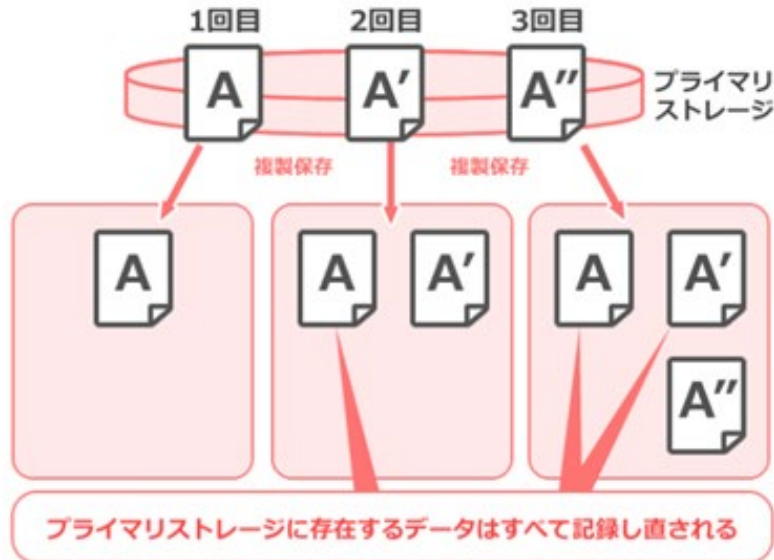 1回目
2回目
3回目
A
A′
A″
プライマリ
ストレージ
複製保存
複製保存
A
A
A′
A
A′
A″
プライマリストレージに存在するデータはすべて記録し直される